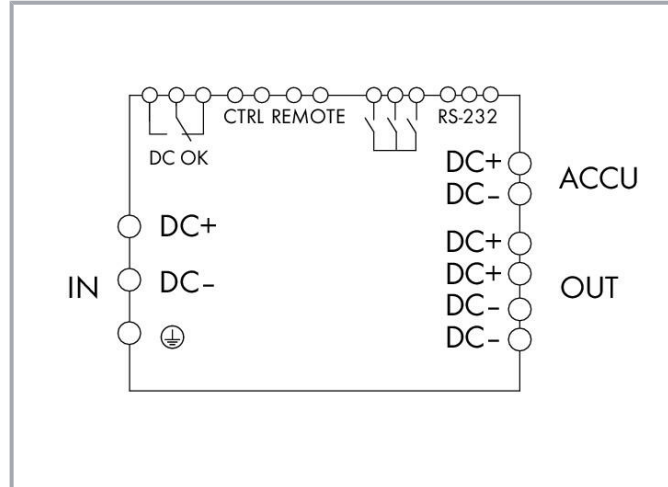 CTRL REMOTE
RS-232
DC OK
DC+
ACCU
DC-
DC+
DC+
IN
DC-
DC+
OUT
DC-
DC-